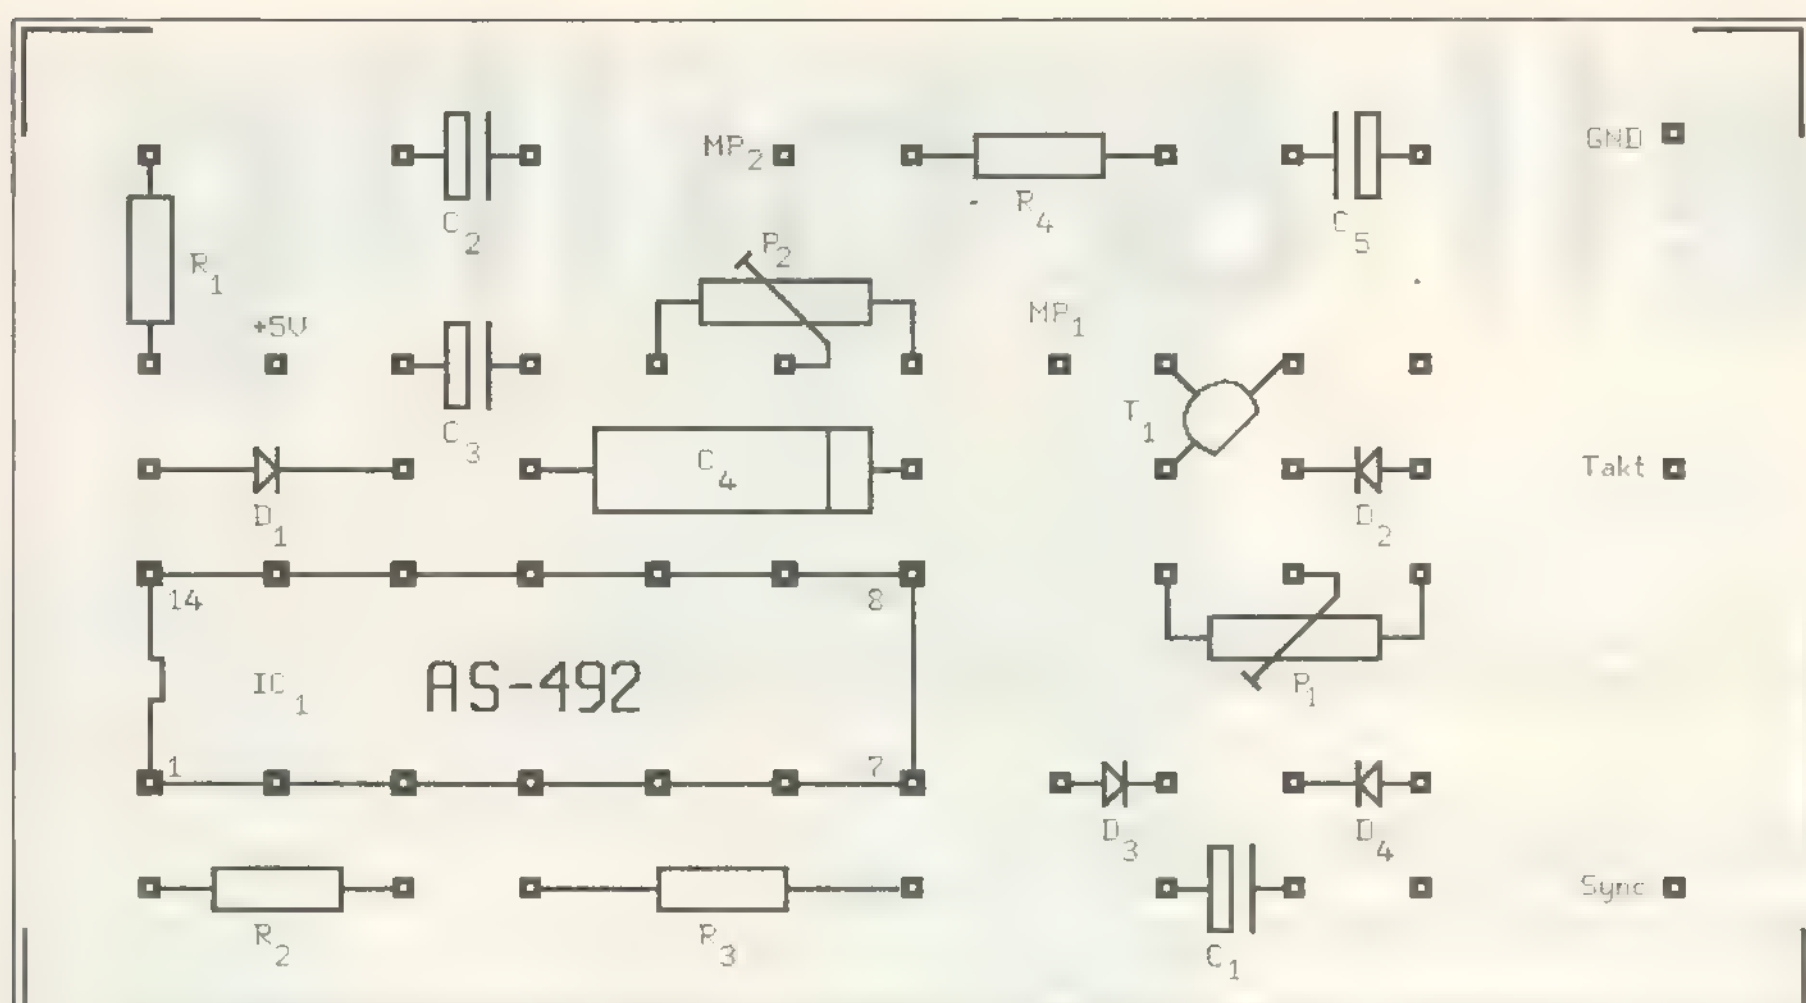 MP2
GND
R4
C2
C5
P2
R1
MP1
+5V
T1
C3
C4
Takt
D1
D2
14
8
IC1
AS-492
P1
1
7
D3
D4
Sync
R2
R3
C1